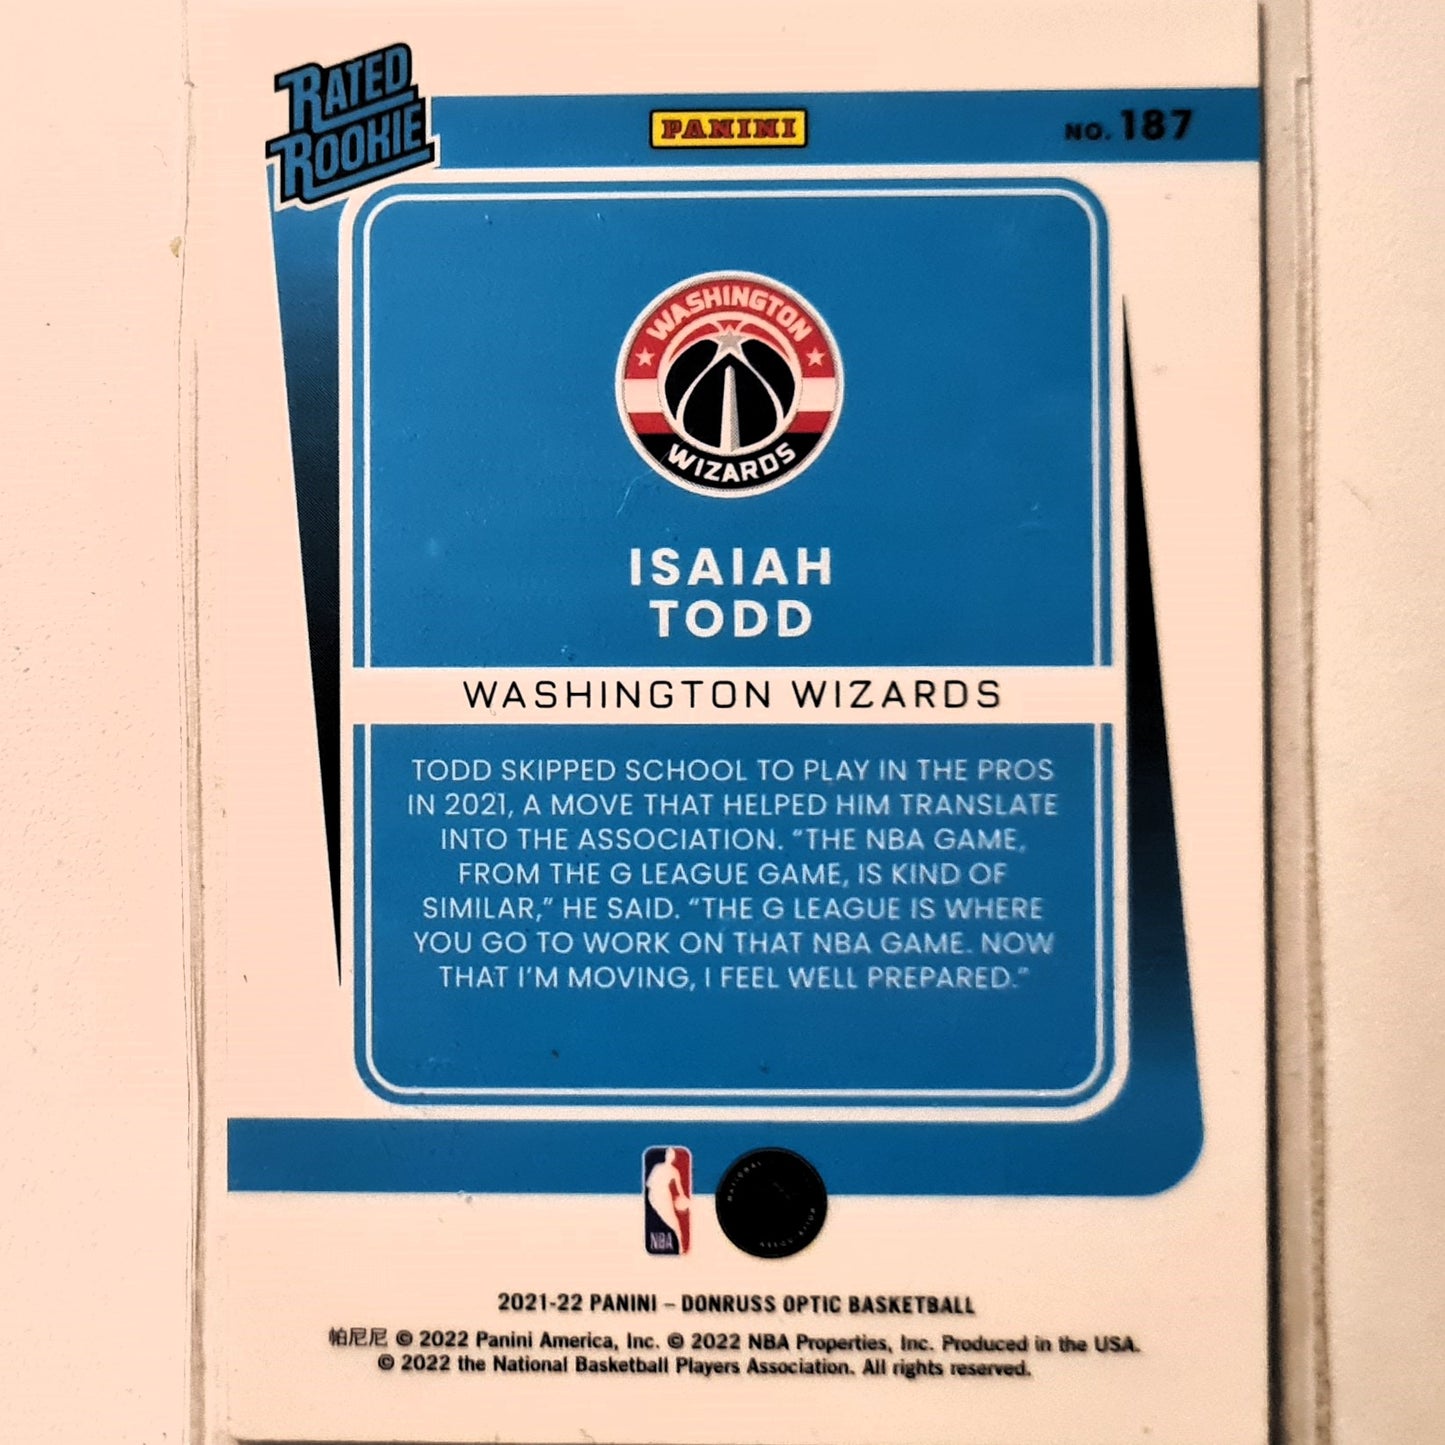 RATED
ROOKIE
PANINI
NO. 187
WASHINGTON
WIZARDS
ISAIAH
TODD
WASHINGTON WIZARDS
TODD SKIPPED SCHOOL TO PLAY IN THE PROS
IN 2021, A MOVE THAT HELPED HIM TRANSLATE
INTO THE ASSOCIATION. “THE NBA GAME,
FROM THE G LEAGUE GAME, IS KIND OF
SIMILAR,” HE SAID. “THE G LEAGUE IS WHERE
YOU GO TO WORK ON THAT NBA GAME. NOW
THAT I’M MOVING, I FEEL WELL PREPARED.”
NBA
NATIONAL
2021-22 PANINI – DONRUSS OPTIC BASKETBALL
帕尼尼 © 2022 Panini America, Inc. © 2022 NBA Properties, Inc. Produced in the USA.
© 2022 the National Basketball Players Association. All rights reserved.